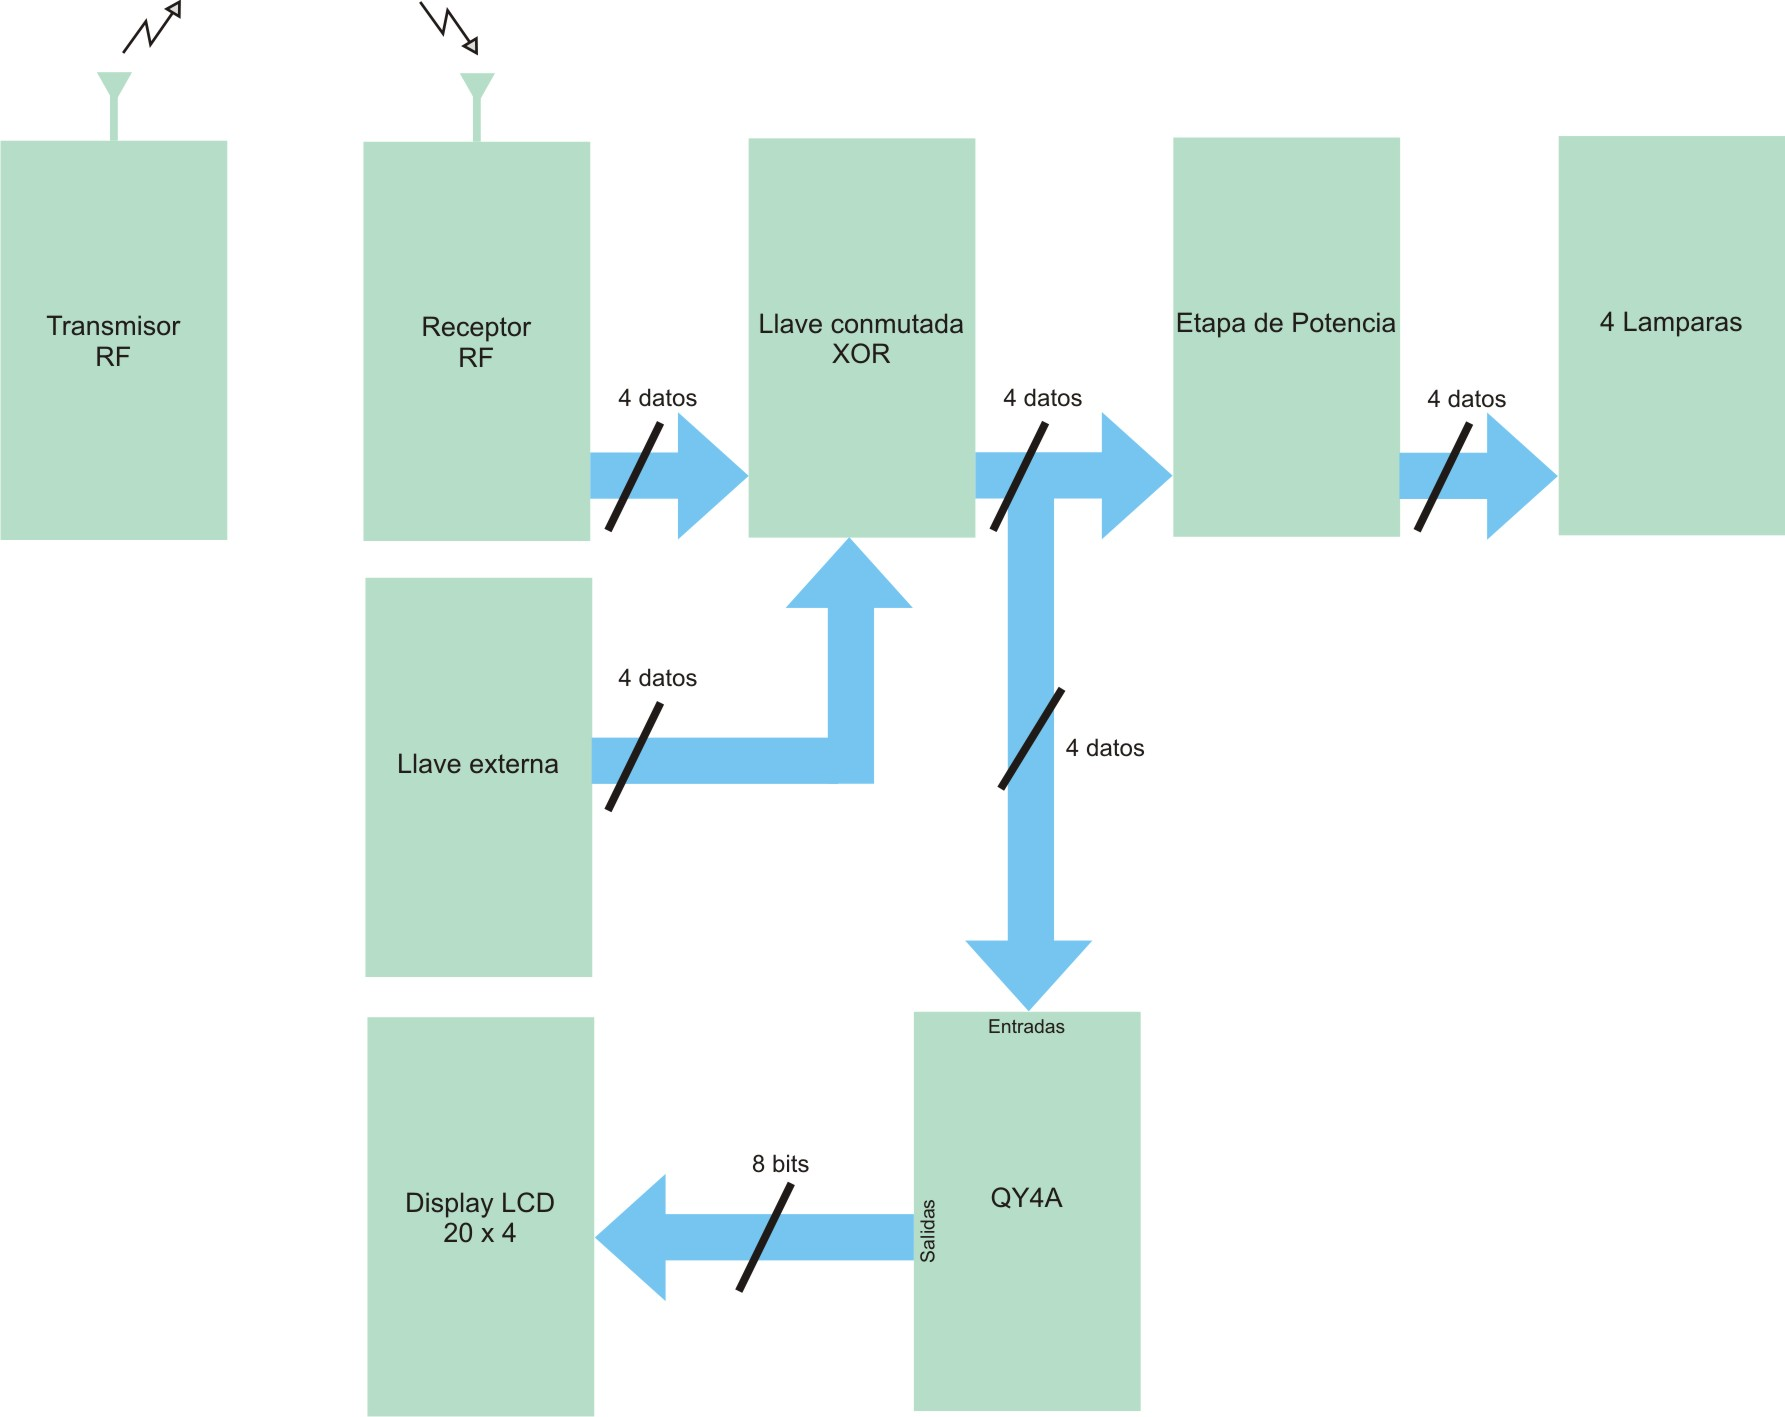 Transmisor
RF
Receptor
RF
4 datos
Llave conmutada
XOR
4 datos
Etapa de Potencia
4 datos
4 Lamparas
Llave externa
4 datos
4 datos
Display LCD
20 x 4
8 bits
Entradas
Salidas
QY4A